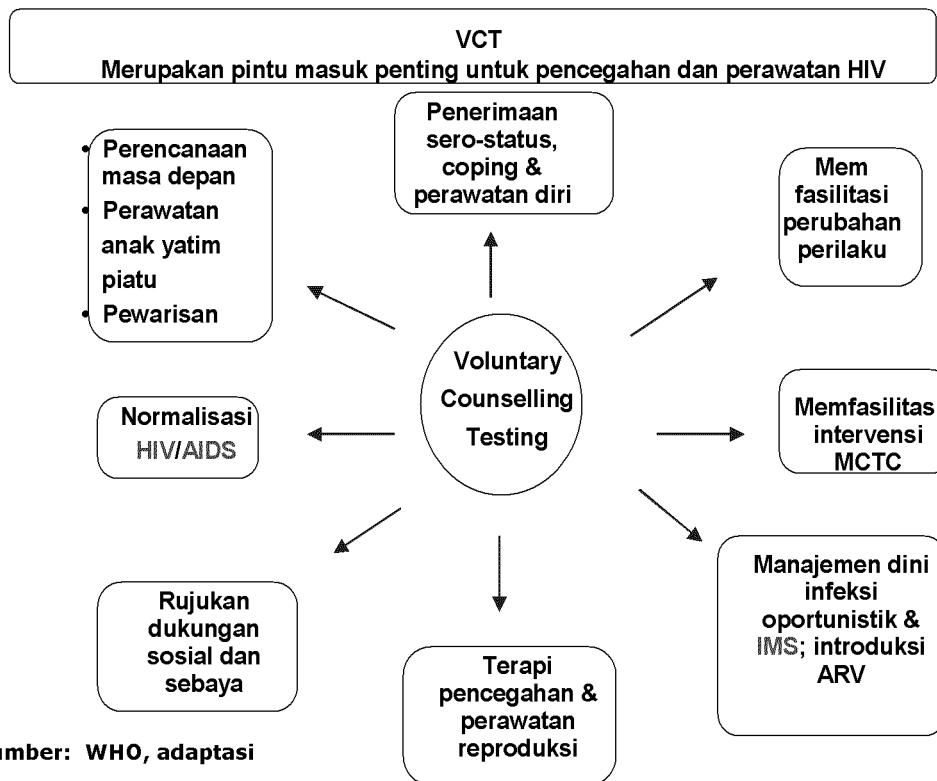 VCT
Merupakan pintu masuk penting untuk pencegahan dan perawatan HIV
Penerimaan
sero-status,
coping &
perawatan diri
• Perencanaan
masa depan
• Perawatan
anak yatim
piatu
• Pewarisan
Mem
fasilitasi
perubahan
perilaku
Voluntary
Counselling
Testing
Normalisasi
HIV/AIDS
Memfasilitas
intervensi
MCTC
Rujukan
dukungan
sosial dan
sebaya
Terapi
pencegahan &
perawatan
reproduksi
Manajemen dini
infeksi
oportunistik &
IMS; introduksi
ARV
umber: WHO, adaptasi